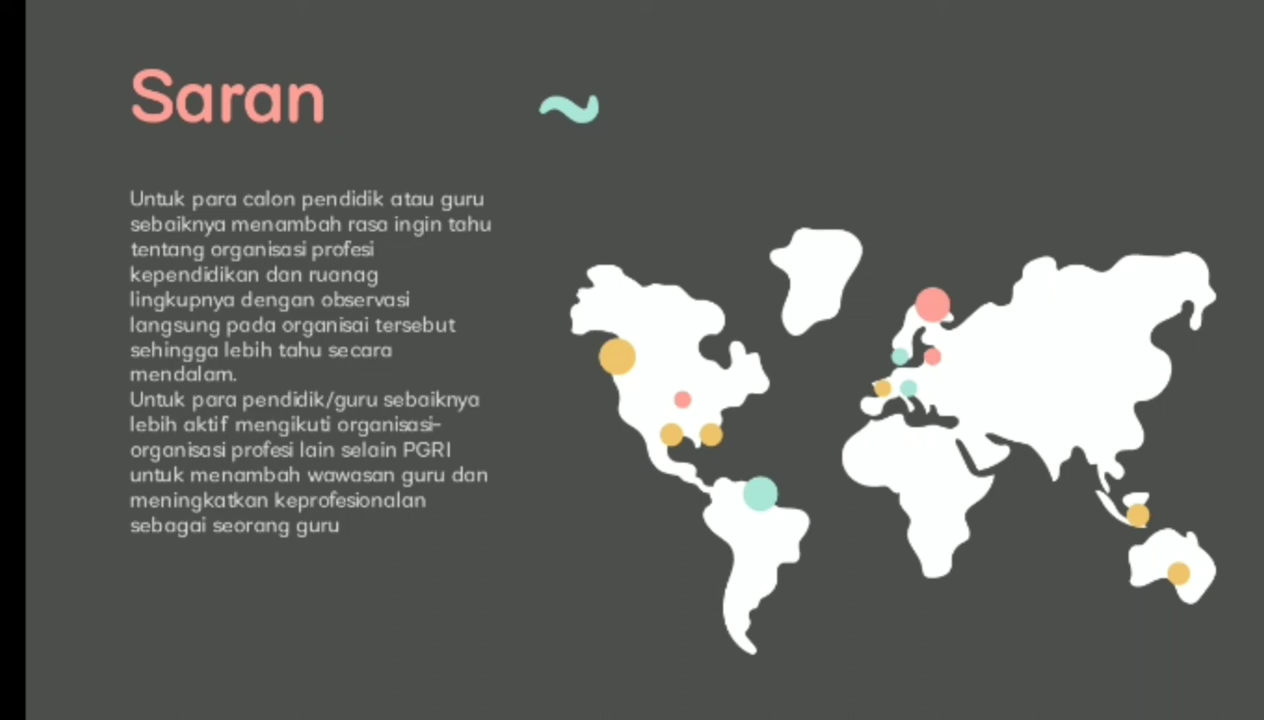 Saran
Untuk para calon pendidik atau guru
sebaiknya menambah rasa ingin tahu
tentang organisasi profesi
kependidikan dan ruanag
lingkupnya dengan observasi
langsung pada organisai tersebut
sehingga lebih tahu secara
mendalam.
Untuk para pendidik/guru sebaiknya
lebih aktif mengikuti organisasi-
organisasi profesi lain selain PGRI
untuk menambah wawasan guru dan
meningkatkan keprofesionalan
sebagai seorang guru